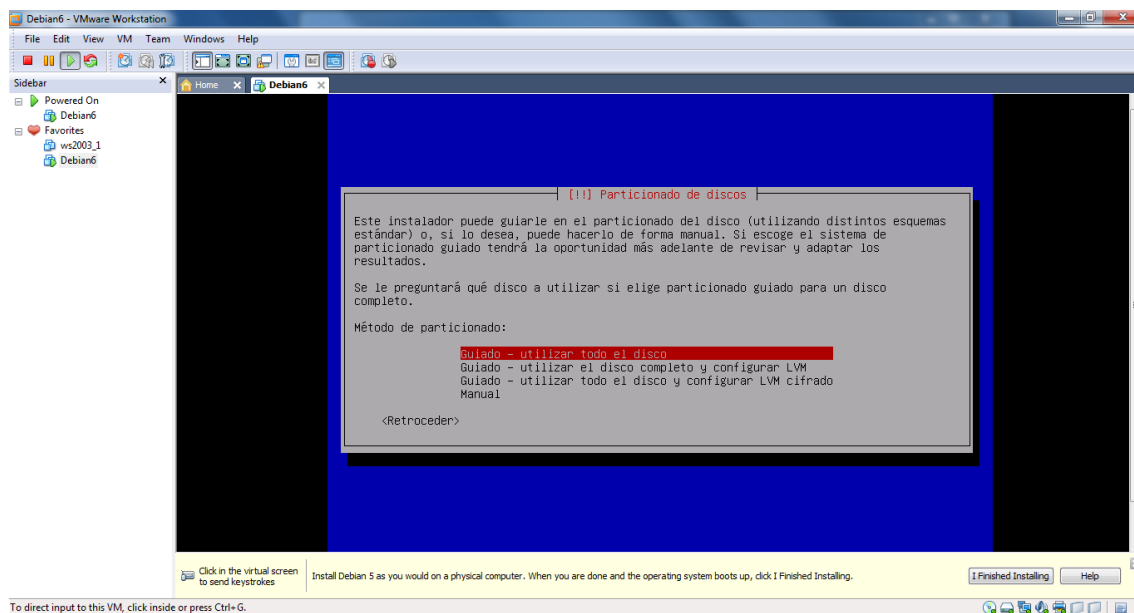 Debian6 - VMware Workstation
File Edit View VM Team Windows Help
Sidebar
Powered On
Debian6
Favorites
ws2003_1
Debian6
Home
Debian6
[!!] Particionado de discos
Este instalador puede guiarle en el particionado del disco (utilizando distintos esquemas
estándar) o, si lo desea, puede hacerlo de forma manual. Si escoge el sistema de
particionado guiado tendrá la oportunidad más adelante de revisar y adaptar los
resultados.
Se le preguntará qué disco a utilizar si elige particionado guiado para un disco
completo.
Método de particionado:
Guiado - utilizar todo el disco
Guiado - utilizar el disco completo y configurar LVM
Guiado - utilizar todo el disco y configurar LVM cifrado
Manual
<Retroceder>
Click in the virtual screen
to send keystrokes
Install Debian 5 as you would on a physical computer. When you are done and the operating system boots up, click I Finished Installing.
I Finished Installing
Help
To direct input to this VM, click inside or press Ctrl+G.